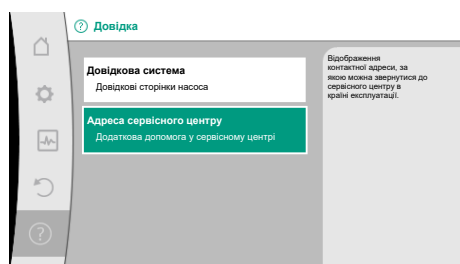 Довідка
Довідкова система
Довідкові сторінки насоса
Адреса сервісного центру
Додаткова допомога у сервісному центрі
Відображення
контактної адреси, за
якою можна звернутися до
сервісного центру в
країні експлуатації.